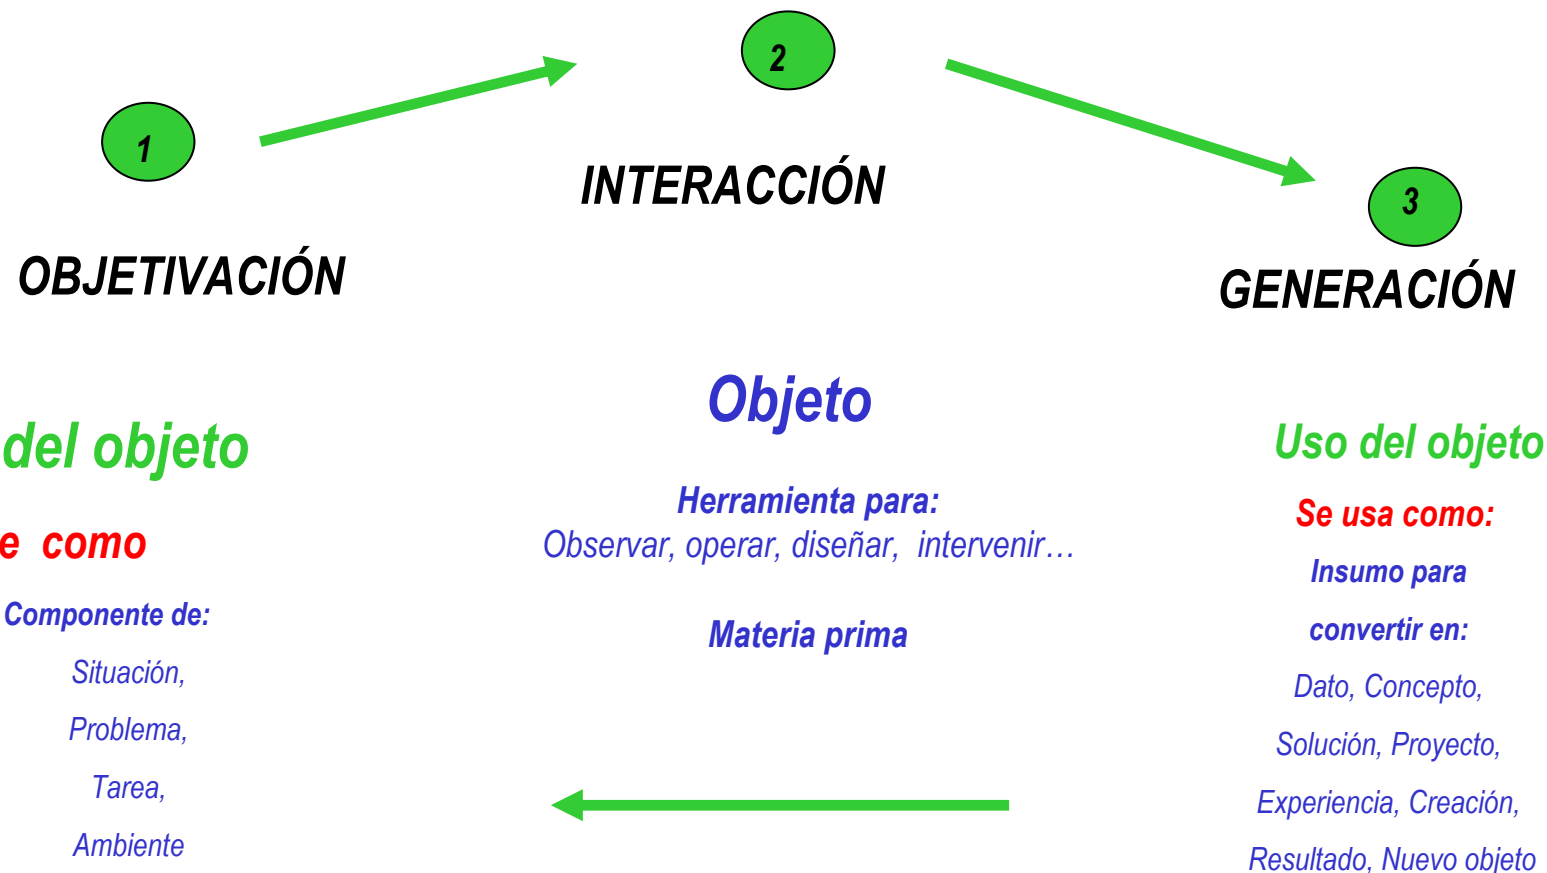 1
OBJETIVACIÓN
del objeto
e como
Componente de:
Situación,
Problema,
Tarea,
Ambiente
2
INTERACCIÓN
Objeto
Herramienta para:
Observar, operar, diseñar, intervenir…
Materia prima
3
GENERACIÓN
Uso del objeto
Se usa como:
Insumo para
convertir en:
Dato, Concepto,
Solución, Proyecto,
Experiencia, Creación,
Resultado, Nuevo objeto